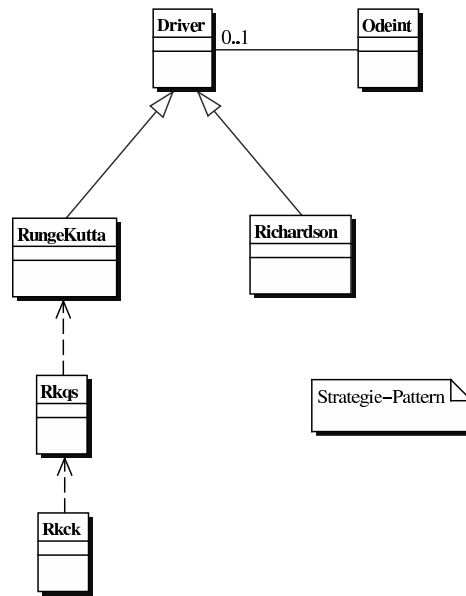 Driver
0..1
Odeint
RungeKutta
Richardson
Rkqs
Strategie-Pattern
Rkck